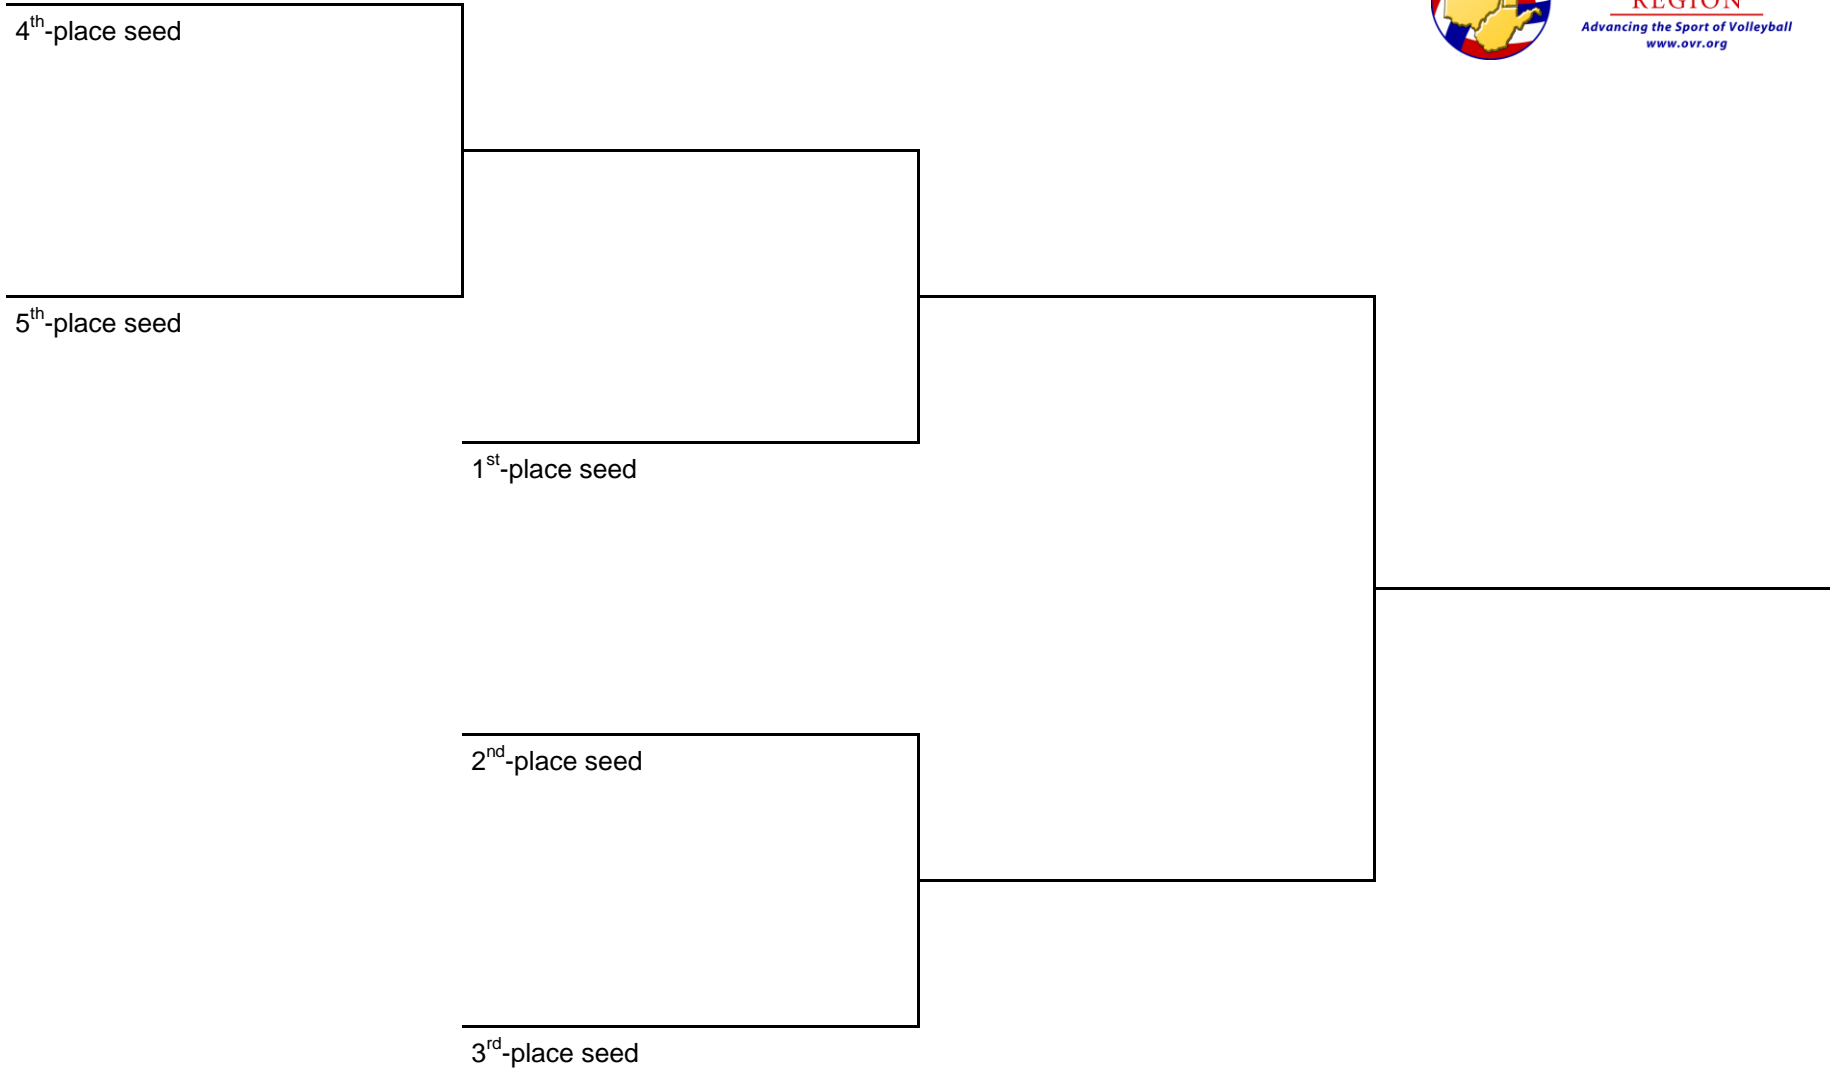 REGION
Advancing the Sport of Volleyball
www.ovr.org
4th-place seed
5th-place seed
1st-place seed
2nd-place seed
3rd-place seed